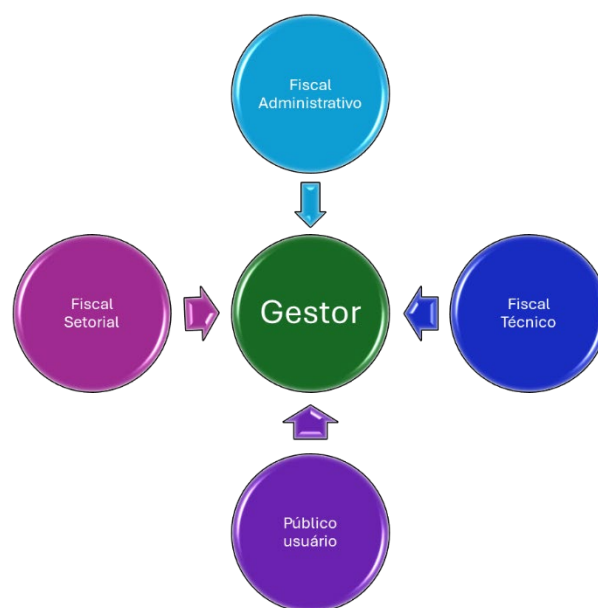 Fiscal
Administrativo
Fiscal
Setorial
Gestor
Fiscal
Técnico
Público
usuário